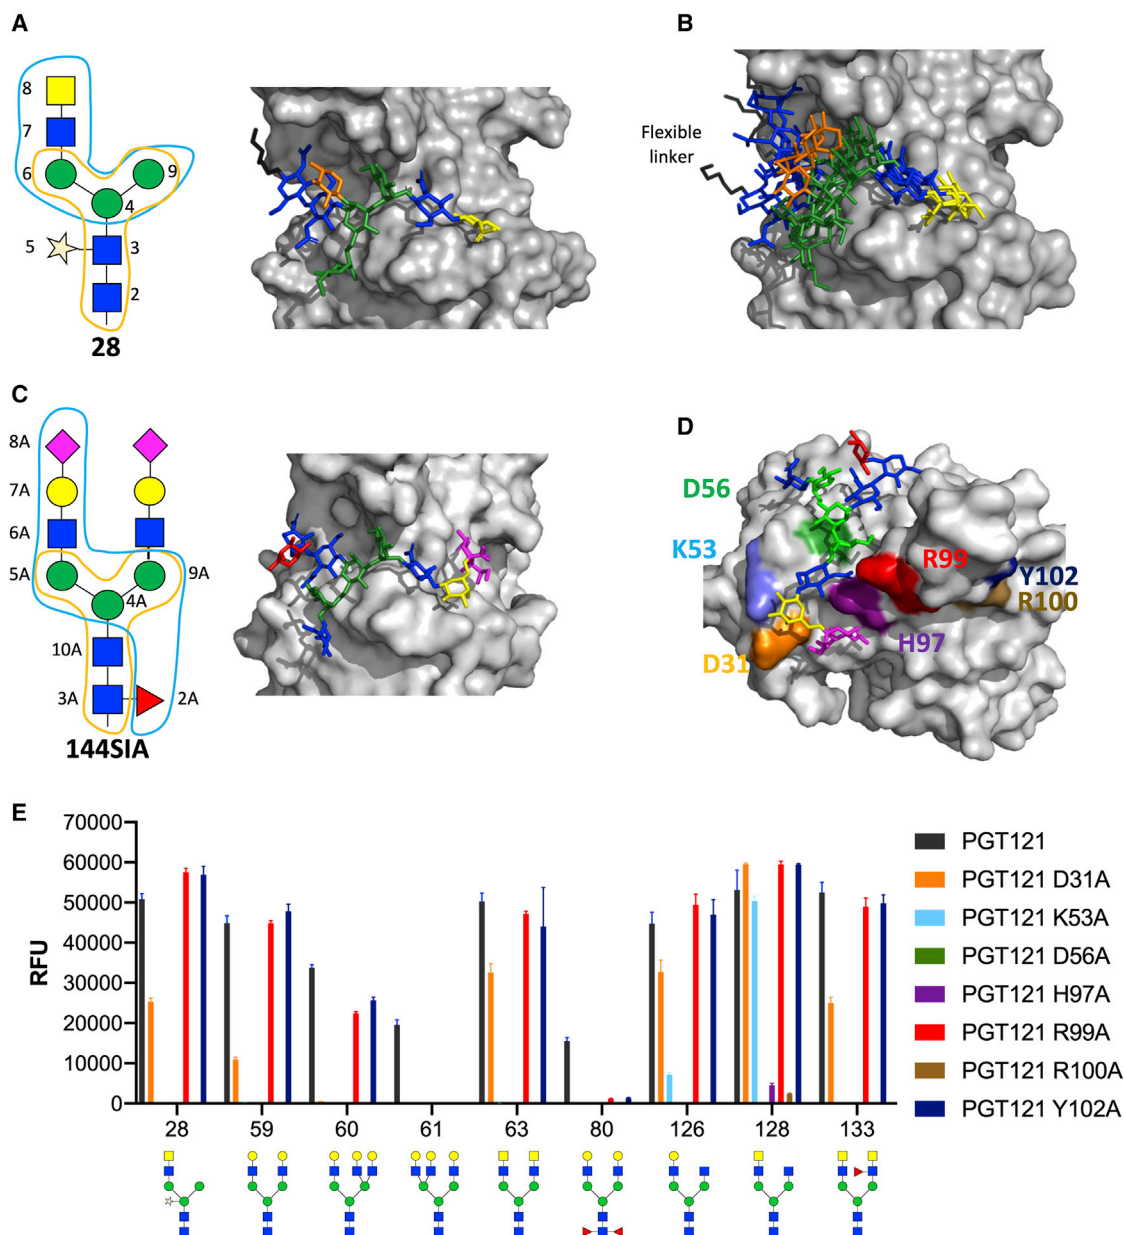 A
8
7
6
9
4
5
3
2
28
B
Flexible
linker
C
8A
7A
6A
5A
9A
4A
10A
3A
2A
144SIA
D
D56
K53
R99
Y102
R100
H97
D31
E
RFU
70000
60000
50000
40000
30000
20000
10000
0
28 59 60 61 63 80 126 128 133
PGT121
PGT121 D31A
PGT121 K53A
PGT121 D56A
PGT121 H97A
PGT121 R99A
PGT121 R100A
PGT121 Y102A